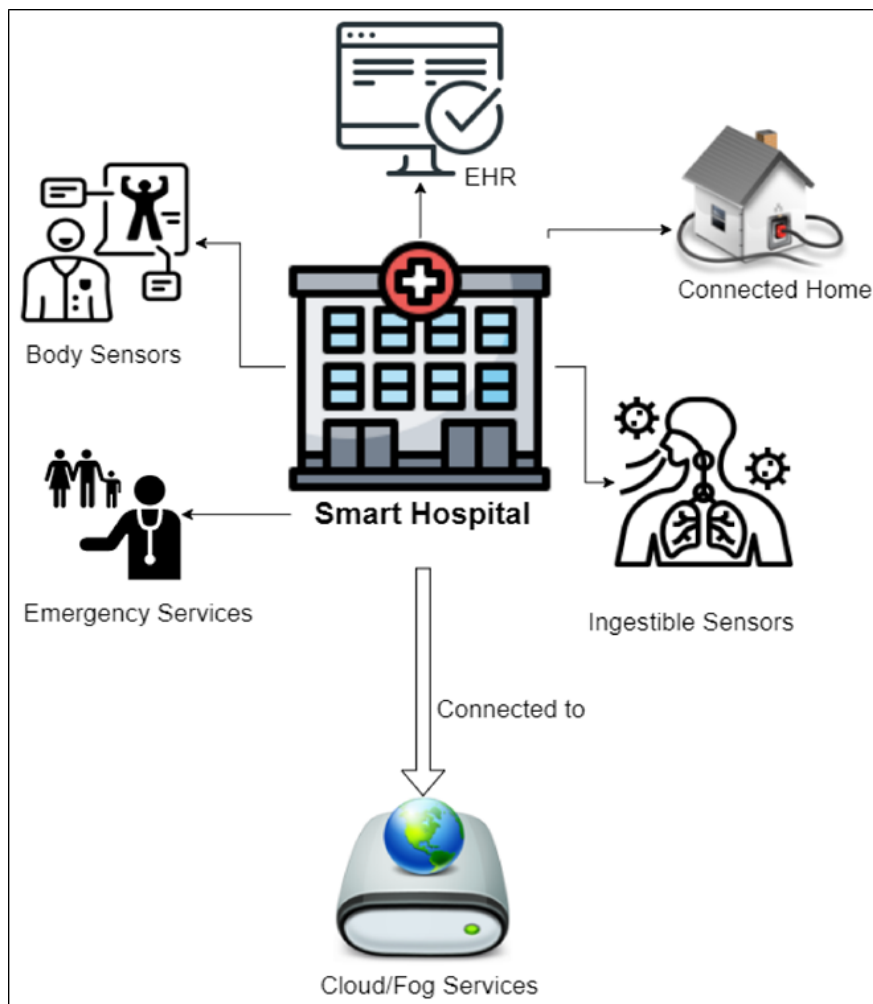 EHR
Connected Home
Body Sensors
Smart Hospital
Emergency Services
Ingestible Sensors
Connected to
Cloud/Fog Services